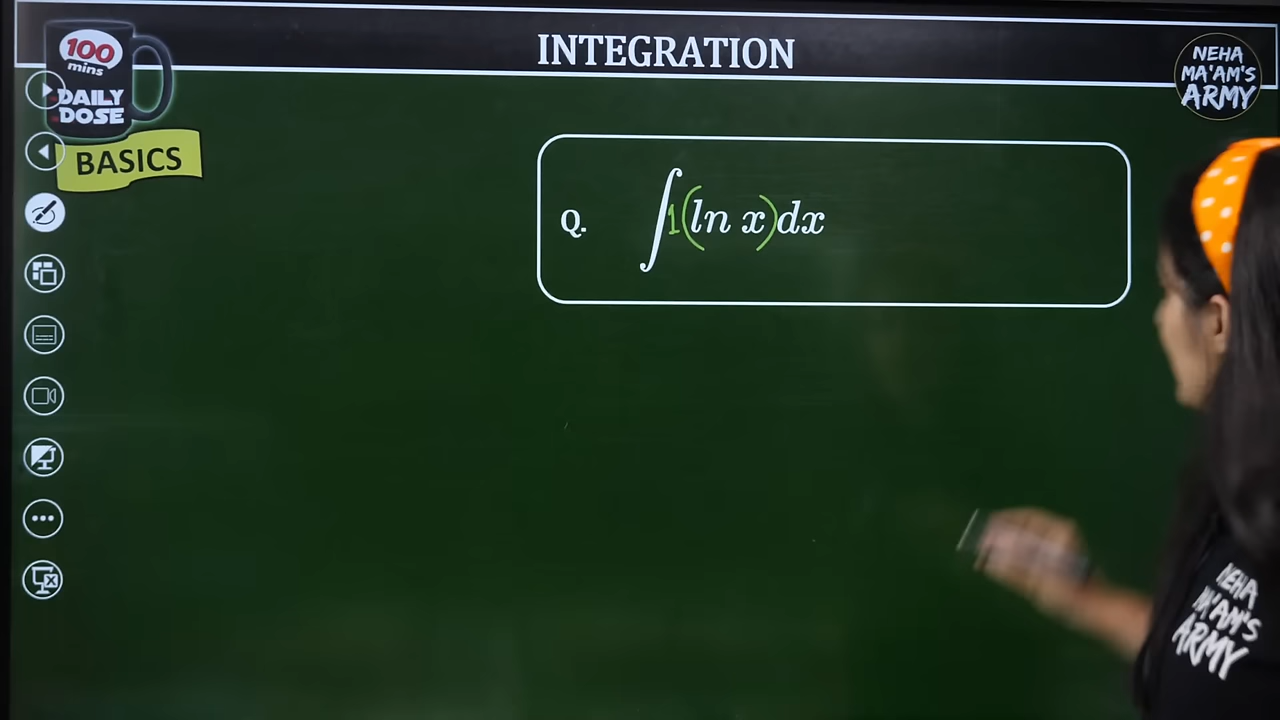 INTEGRATION
100
mins
DAILY
DOSE
NEHA
MA'AM'S
ARMY
BASICS
Q. ∫1(ln x)dx
NEHA
MA'AM'S
ARMY